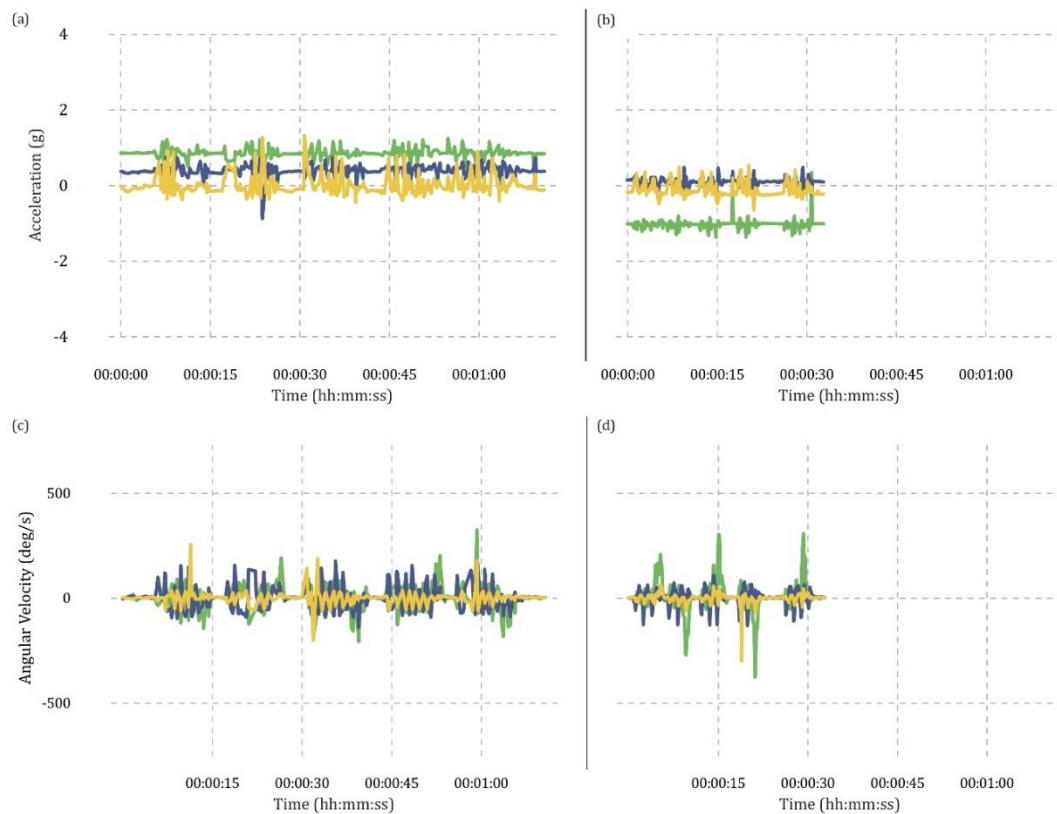 (a)
(b)
4
2
0
-2
-4
Acceleration (g)
00:00:00 00:00:15 00:00:30 00:00:45 00:01:00
Time (hh:mm:ss)
00:00:00 00:00:15 00:00:30 00:00:45 00:01:00
Time (hh:mm:ss)
(c)
(d)
500
0
-500
Angular Velocity (deg/s)
00:00:15 00:00:30 00:00:45 00:01:00
Time (hh:mm:ss)
00:00:15 00:00:30 00:00:45 00:01:00
Time (hh:mm:ss)